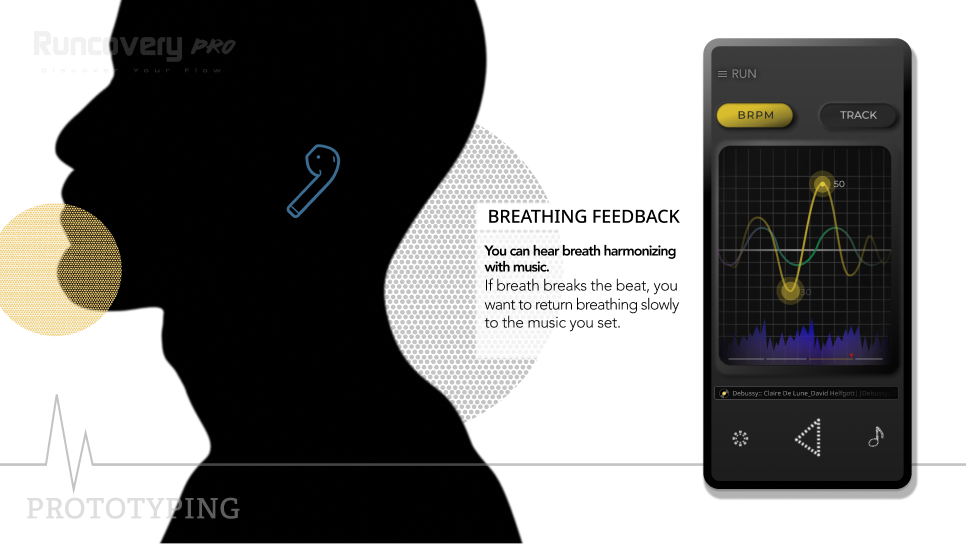 Runcovery PRO
Discover Your Flow
RUN
BRPM
TRACK
50
BREATHING FEEDBACK
You can hear breath harmonizing
with music.
If breath breaks the beat, you
want to return breathing slowly
to the music you set.
Debussy:: Claire De Lune_David Helfgott| |Debussy
PROTOTYPING